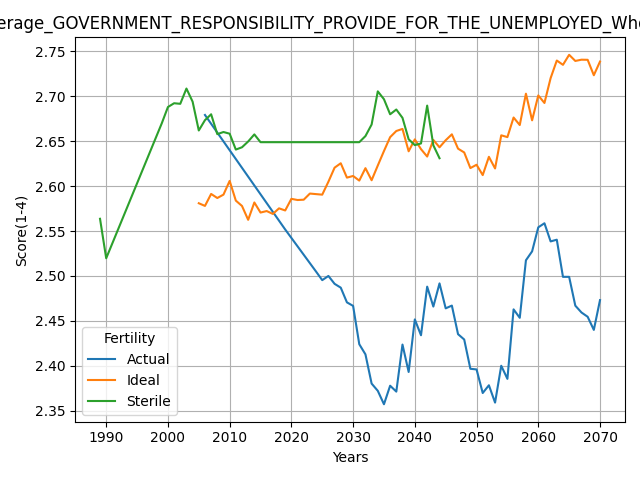 erage_GOVERNMENT_RESPONSIBILITY_PROVIDE_FOR_THE_UNEMPLOYED_Whe
2.75
2.70
2.65
2.60
2.55
2.50
2.45
2.40
2.35
Score(1-4)
Fertility
Actual
Ideal
Sterile
1990 2000 2010 2020 2030 2040 2050 2060 2070
Years